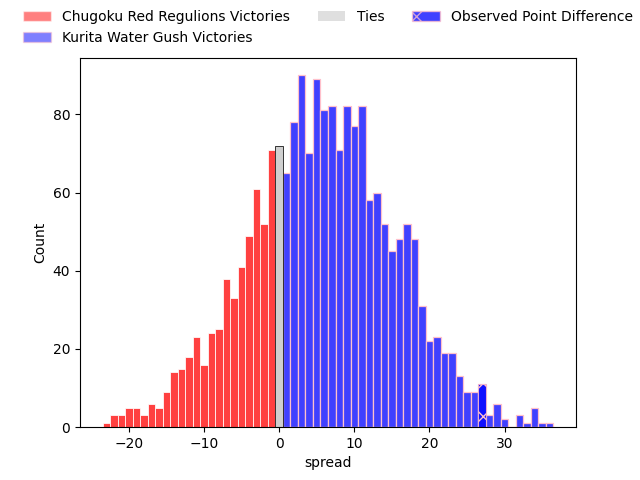 Chugoku Red Regulions Victories
Ties
Observed Point Difference
Kurita Water Gush Victories
80
60
40
20
0
Count
−20
−10
0
10
20
30
spread